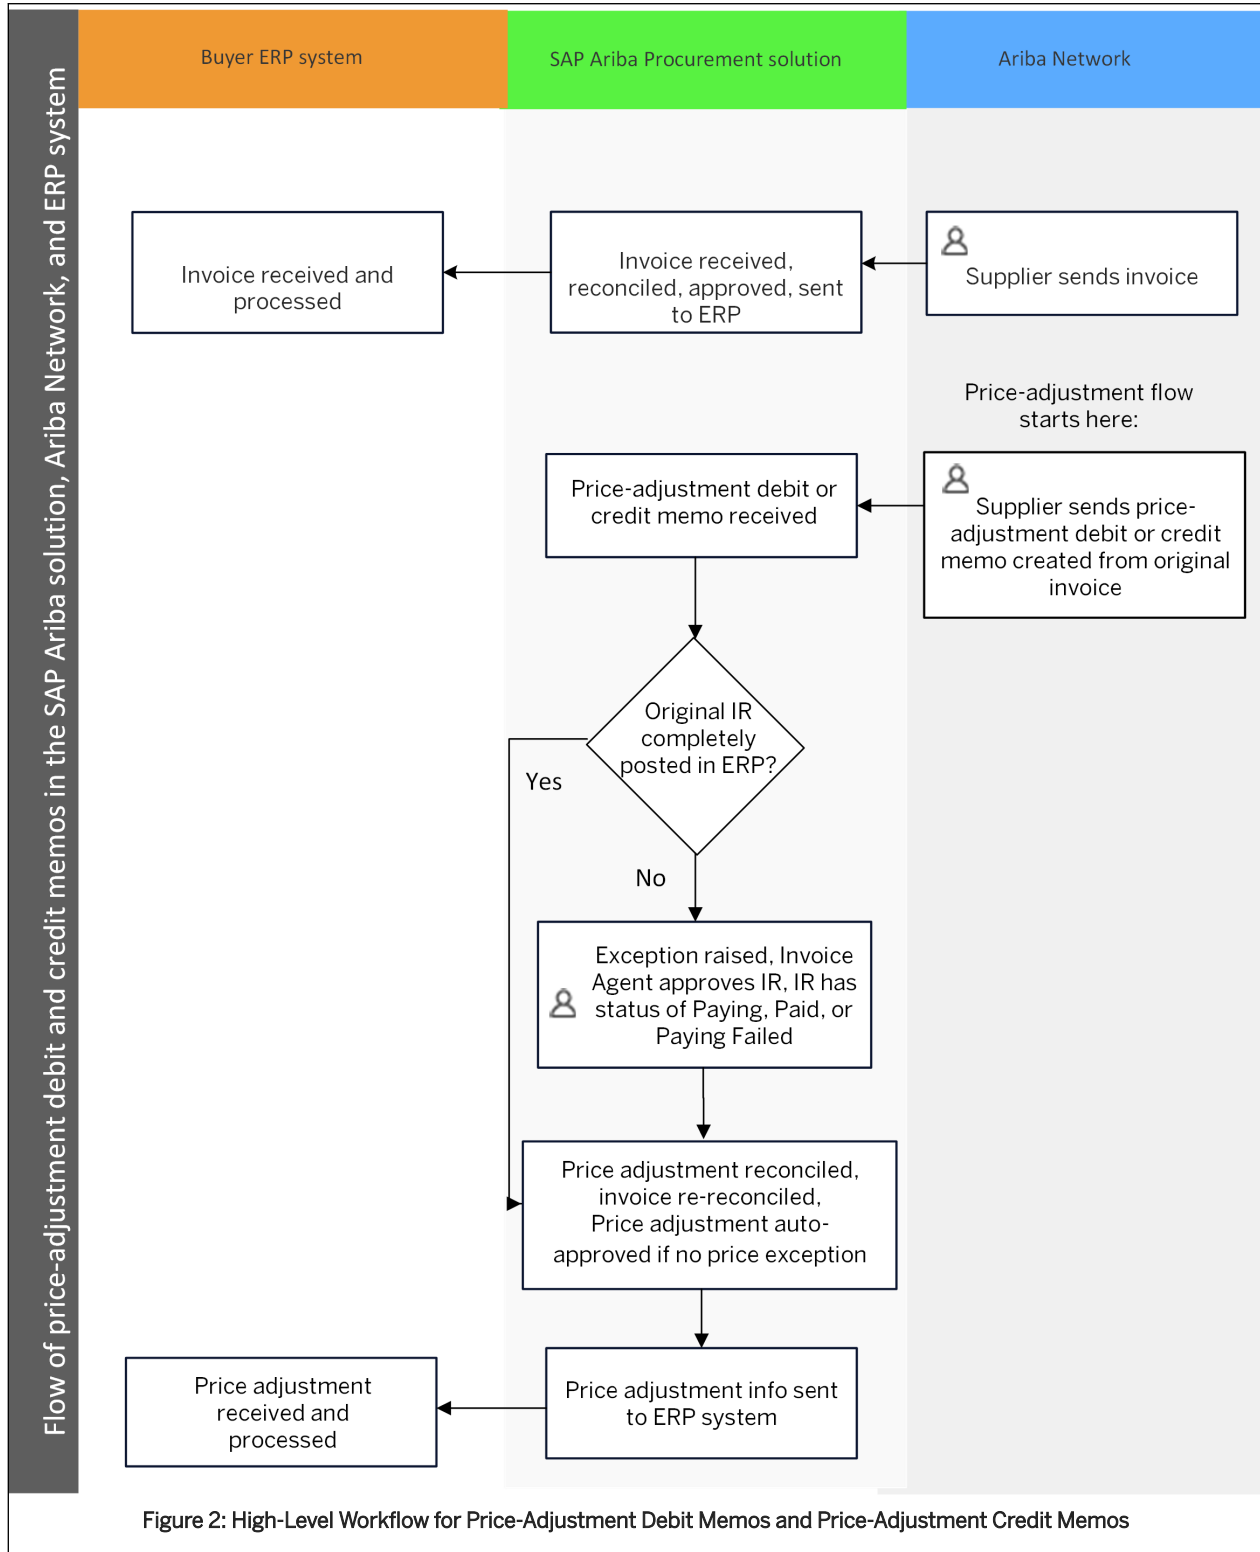 Flow of price-adjustment debit and credit memos in the SAP Ariba solution, Ariba Network, and ERP system
Buyer ERP system
SAP Ariba Procurement solution
Ariba Network
Invoice received and
processed
Invoice received,
reconciled, approved, sent
to ERP
Supplier sends invoice
Price-adjustment flow
starts here:
Price-adjustment debit or
credit memo received
Supplier sends price-
adjustment debit or credit
memo created from original
invoice
Original IR
completely
posted in ERP?
Yes
No
Exception raised, Invoice
Agent approves IR, IR has
status of Paying, Paid, or
Paying Failed
Price adjustment reconciled,
invoice re-reconciled,
Price adjustment auto-
approved if no price exception
Price adjustment
received and
processed
Price adjustment info sent
to ERP system
Figure 2: High-Level Workflow for Price-Adjustment Debit Memos and Price-Adjustment Credit Memos